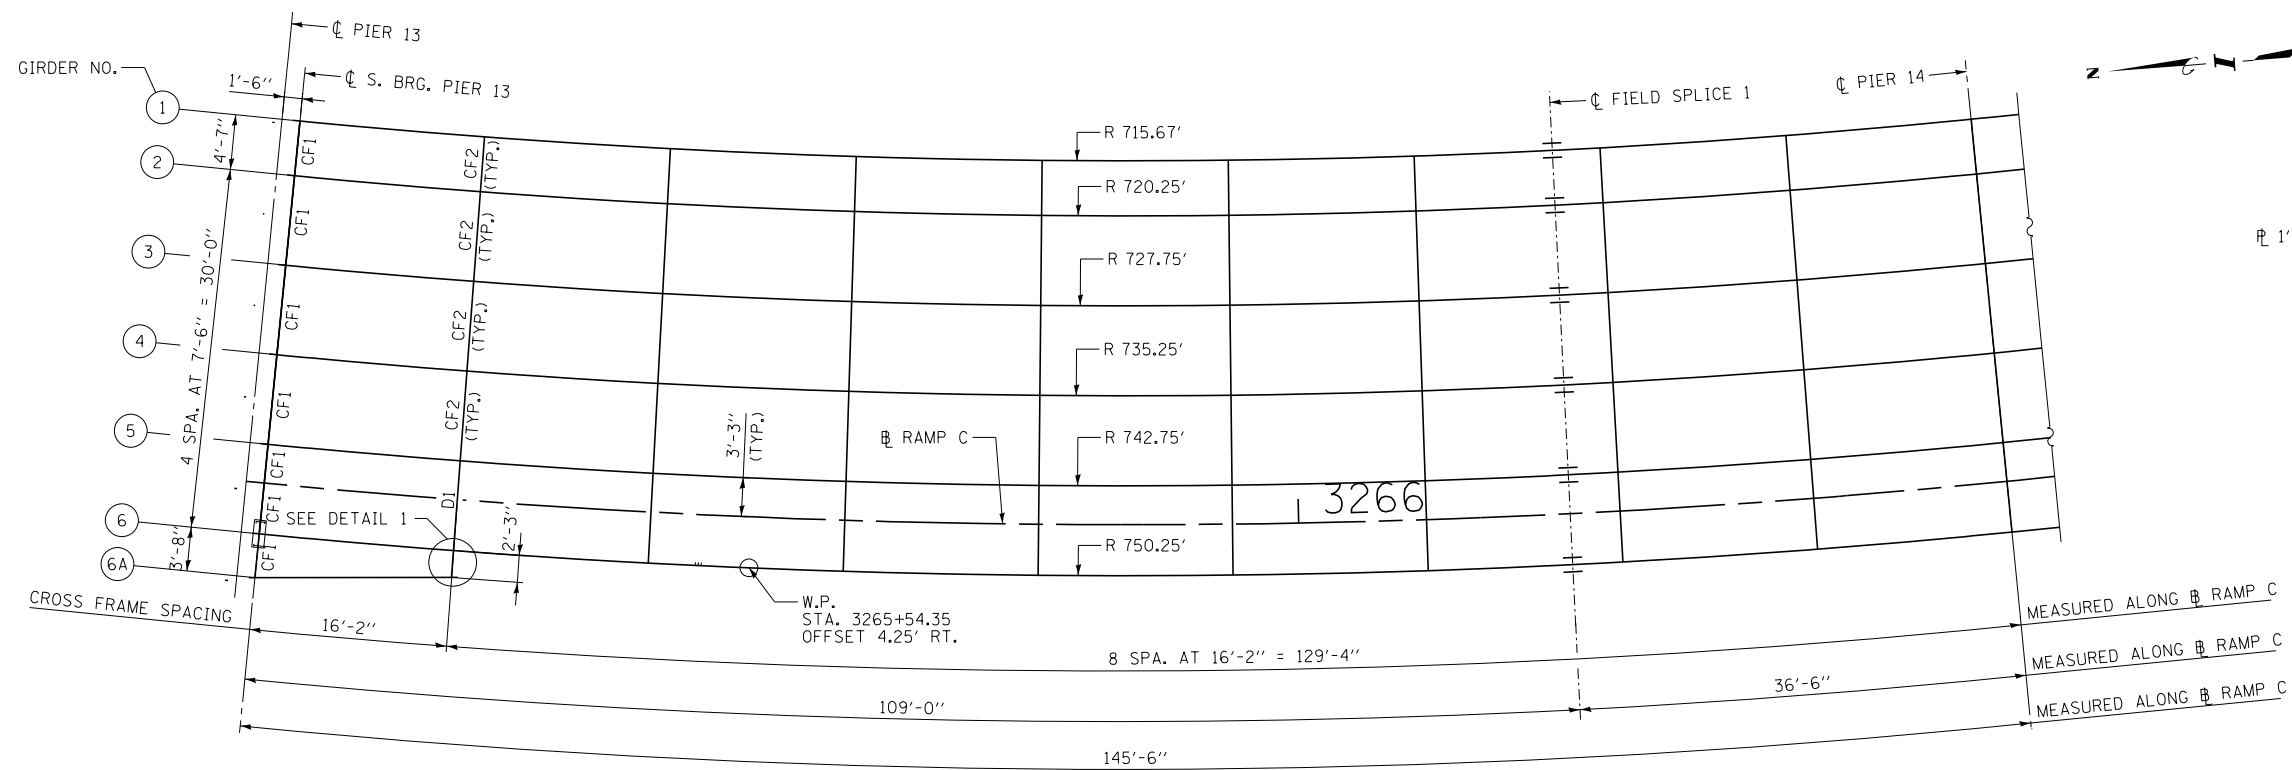 ℄ PIER 13
GIRDER NO.
1'-6"
℄ S. BRG. PIER 13
℄ FIELD SPLICE 1
℄ PIER 14
N
1
2
3
4
5
6
6A
4'-7"
4 SPA. AT 7'-6" = 30'-0"
3'-8"
CF1
CF1
CF1
CF1
CF1
CF1
CF1
CF2
(TYP.)
CF2
(TYP.)
CF2
(TYP.)
CF2
(TYP.)
D1
R 715.67'
R 720.25'
R 727.75'
R 735.25'
R 742.75'
R 750.25'
℄ 1'
3'-3"
(TYP.)
B̲L RAMP C
3266
SEE DETAIL 1
2'-3"
W.P.
STA. 3265+54.35
OFFSET 4.25' RT.
CROSS FRAME SPACING
16'-2"
8 SPA. AT 16'-2" = 129'-4"
MEASURED ALONG B̲L RAMP C
109'-0"
36'-6"
MEASURED ALONG B̲L RAMP C
145'-6"
MEASURED ALONG B̲L RAMP C